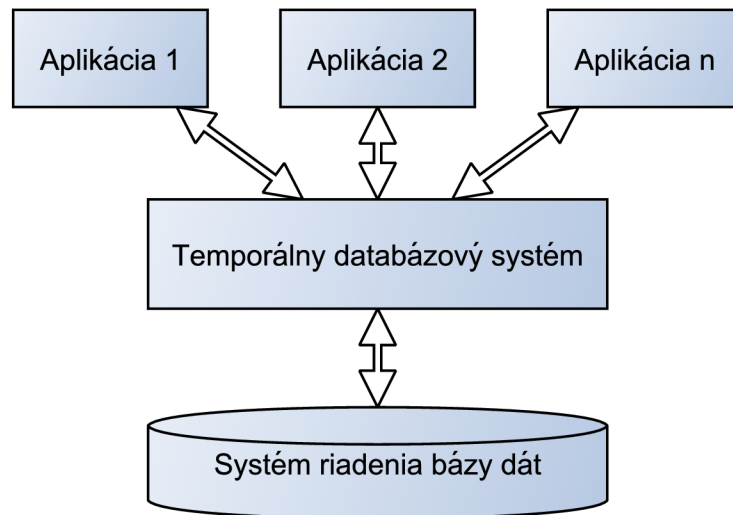 Aplikácia 1
Aplikácia 2
Aplikácia n
Temporálny databázový systém
Systém riadenia bázy dát